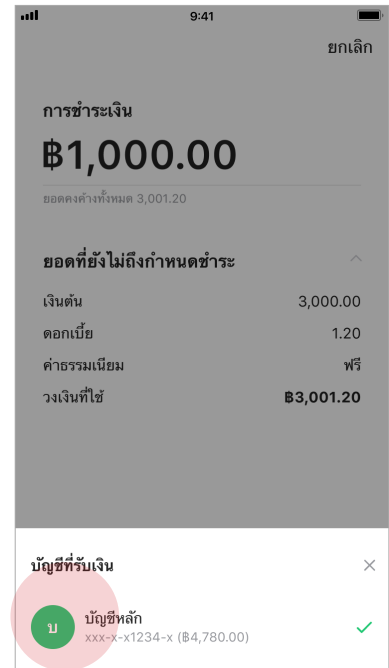 9:41
ยกเลิก
การชำระเงิน
฿1,000.00
ยอดคงค้างทั้งหมด 3,001.20
ยอดที่ยังไม่ถึงกำหนดชำระ
เงินต้น 3,000.00
ดอกเบี้ย 1.20
ค่าธรรมเนียม ฟรี
วงเงินที่ใช้ ฿3,001.20
บัญชีที่รับเงิน
บ บัญชีหลัก
xxx-x-x1234-x (฿4,780.00)